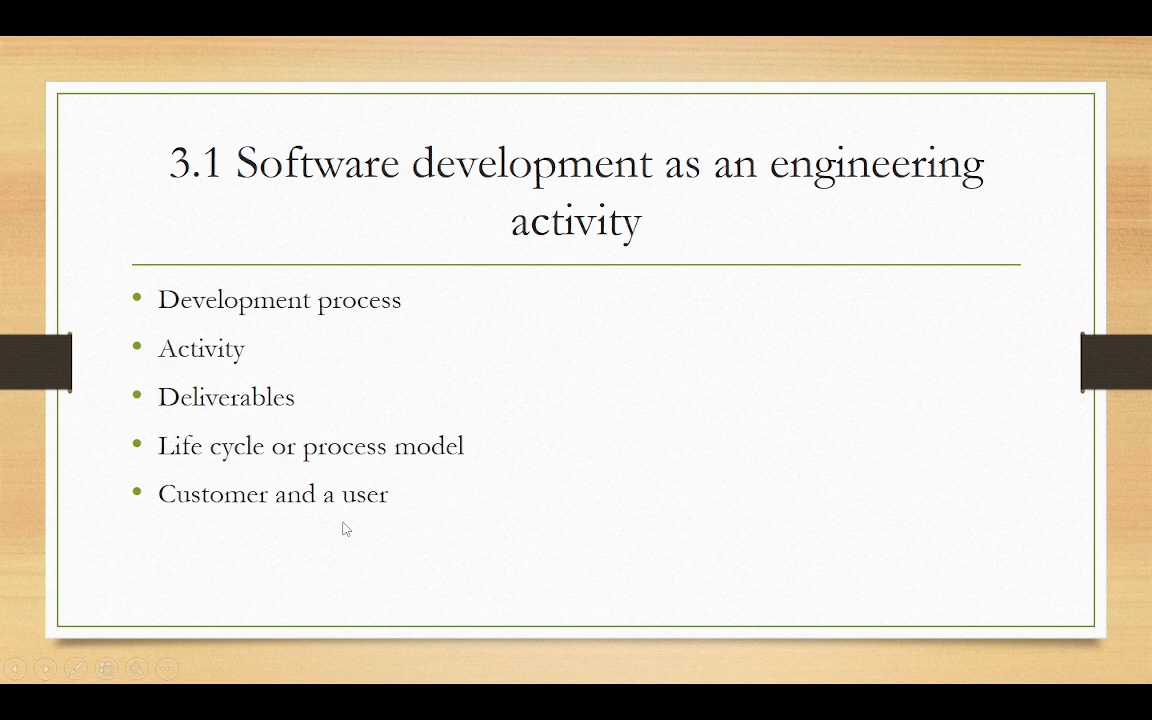 3.1 Software development as an engineering
activity
• Development process
• Activity
• Deliverables
• Life cycle or process model
• Customer and a user